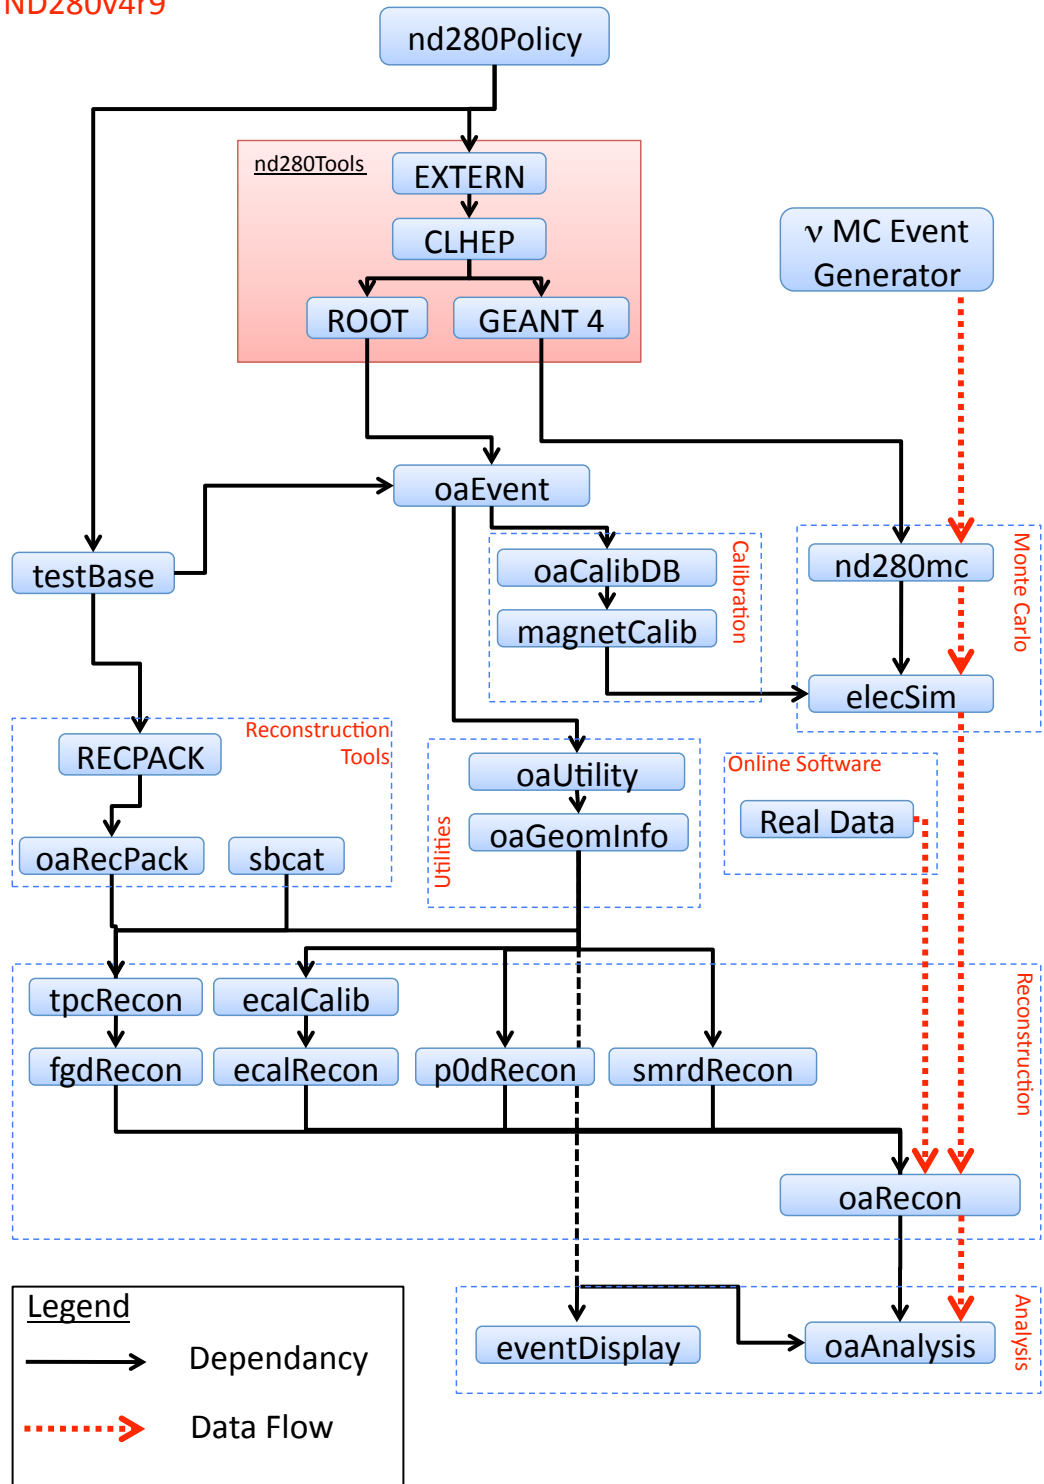 ND280v4r9
nd280Policy
nd280Tools
EXTERN
CLHEP
ROOT
GEANT 4
ν MC Event
Generator
oaEvent
testBase
oaCalibDB
magnetCalib
Calibration
nd280mc
elecSim
Monte Carlo
Reconstruction
Tools
RECPACK
oaRecPack
sbcat
oaUtility
oaGeomInfo
Utilities
Online Software
Real Data
tpcRecon
ecalCalib
fgdRecon
ecalRecon
p0dRecon
smrdRecon
Reconstruction
oaRecon
Legend
Dependancy
Data Flow
eventDisplay
oaAnalysis
Analysis